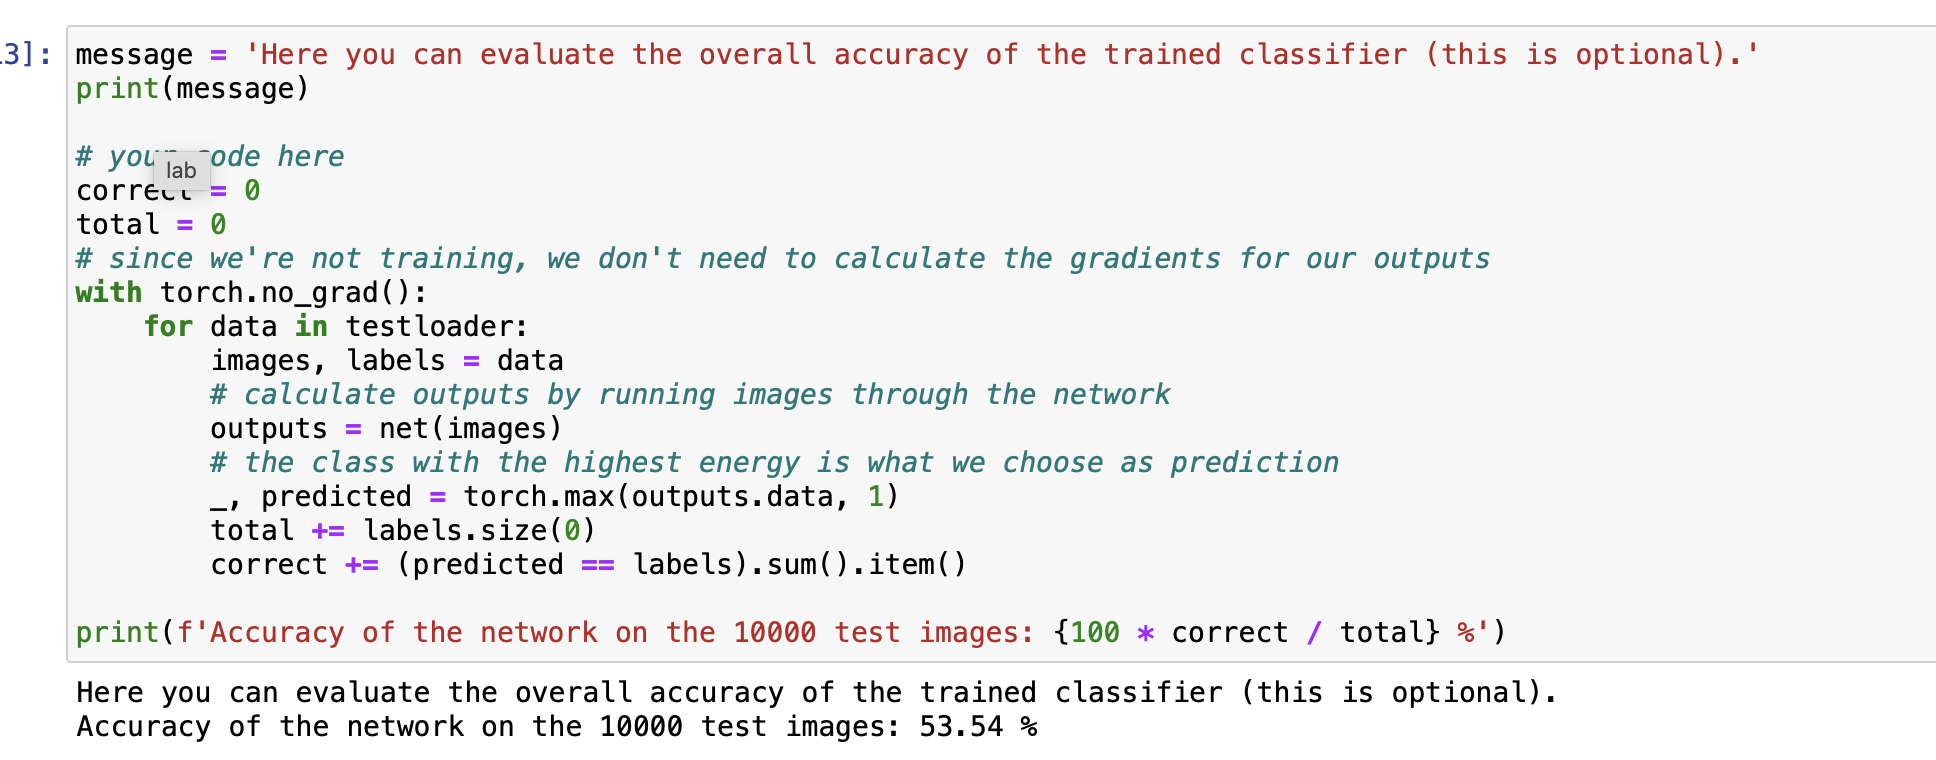 3]:
message = 'Here you can evaluate the overall accuracy of the trained classifier (this is optional).'
print(message)
# here
lab
= 0
total = 0
# since we're not training, we don't need to calculate the gradients for our outputs
with torch.no_grad():
for data in testloader:
images, labels = data
# calculate outputs by running images through the network
outputs = net(images)
# the class with the highest energy is what we choose as prediction
_, predicted = torch.max(outputs.data, 1)
total += labels.size(0)
correct += (predicted == labels).sum().item()
print(f'Accuracy of the network on the 10000 test images: {100 * correct / total} %')
Here you can evaluate the overall accuracy of the trained classifier (this is optional).
Accuracy of the network on the 10000 test images: 53.54 %